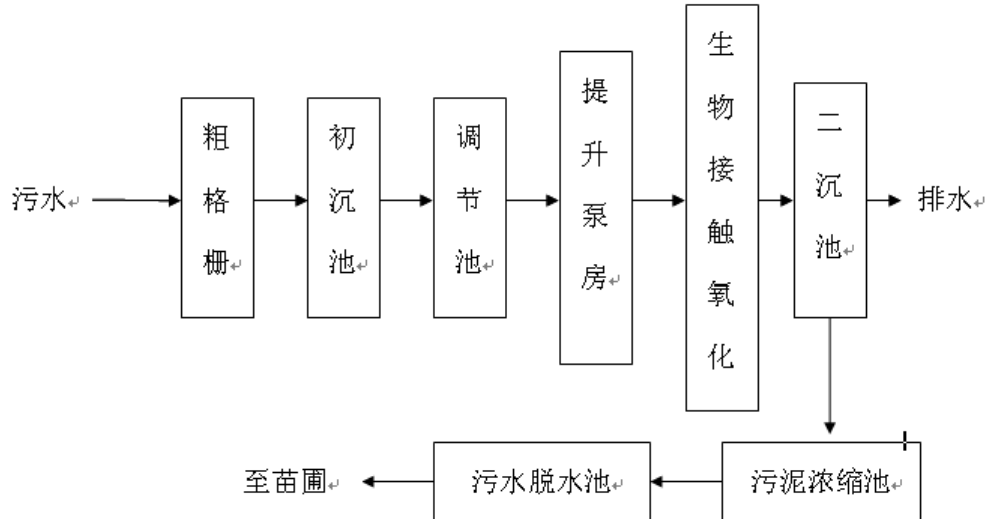 污水
粗格栅
初沉池
调节池
提升泵房
生物接触氧化
二沉池
排水
至苗圃
污水脱水池
污泥浓缩池